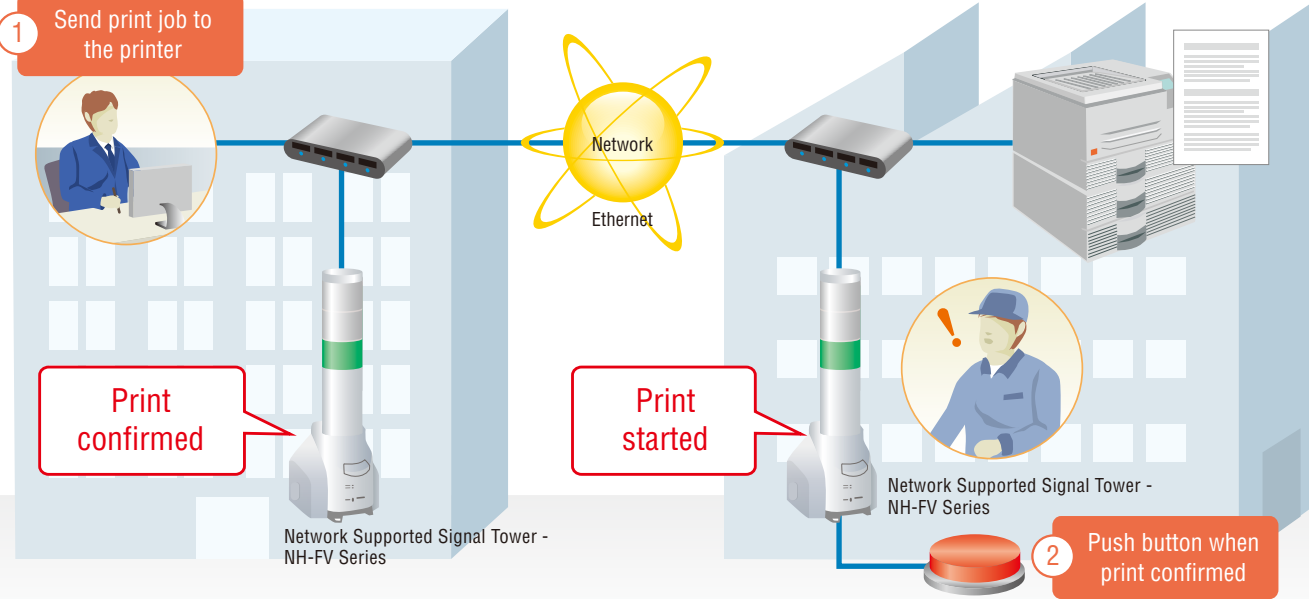 1
Send print job to
the printer
Network
Ethernet
Print
confirmed
Print
started
Network Supported Signal Tower -
NH-FV Series
Network Supported Signal Tower -
NH-FV Series
2
Push button when
print confirmed